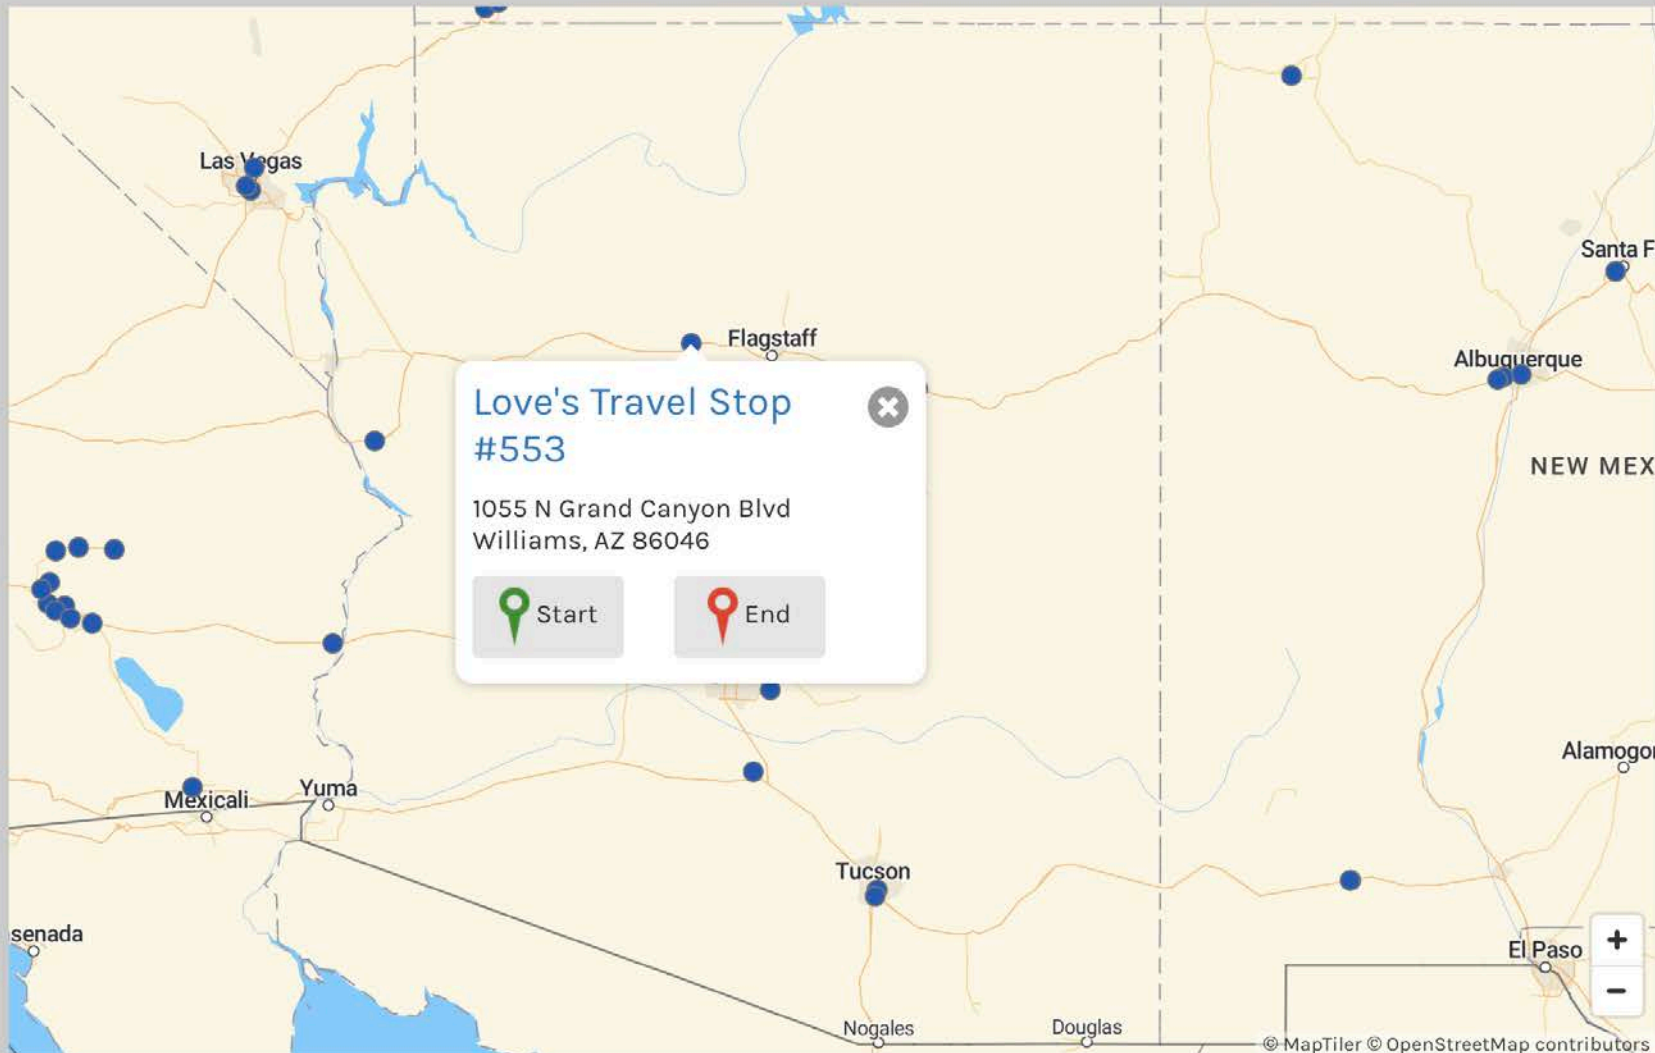 Las Vegas
Santa F
Flagstaff
Albuquerque
Love's Travel Stop
#553
NEW MEX
1055 N Grand Canyon Blvd
Williams, AZ 86046
Start
End
Alamogor
Mexicali
Yuma
Tucson
senada
El Paso
+
−
Nogales
Douglas
© MapTiler © OpenStreetMap contributors